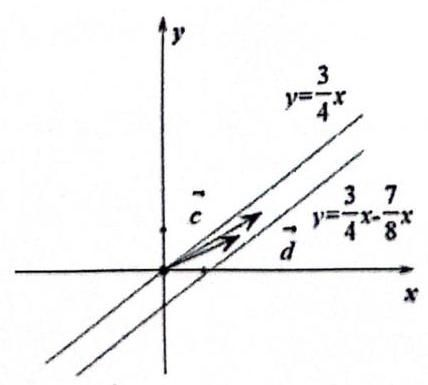 y
y=3/4x
c⃗
y=3/4x-7/8x
d⃗
x